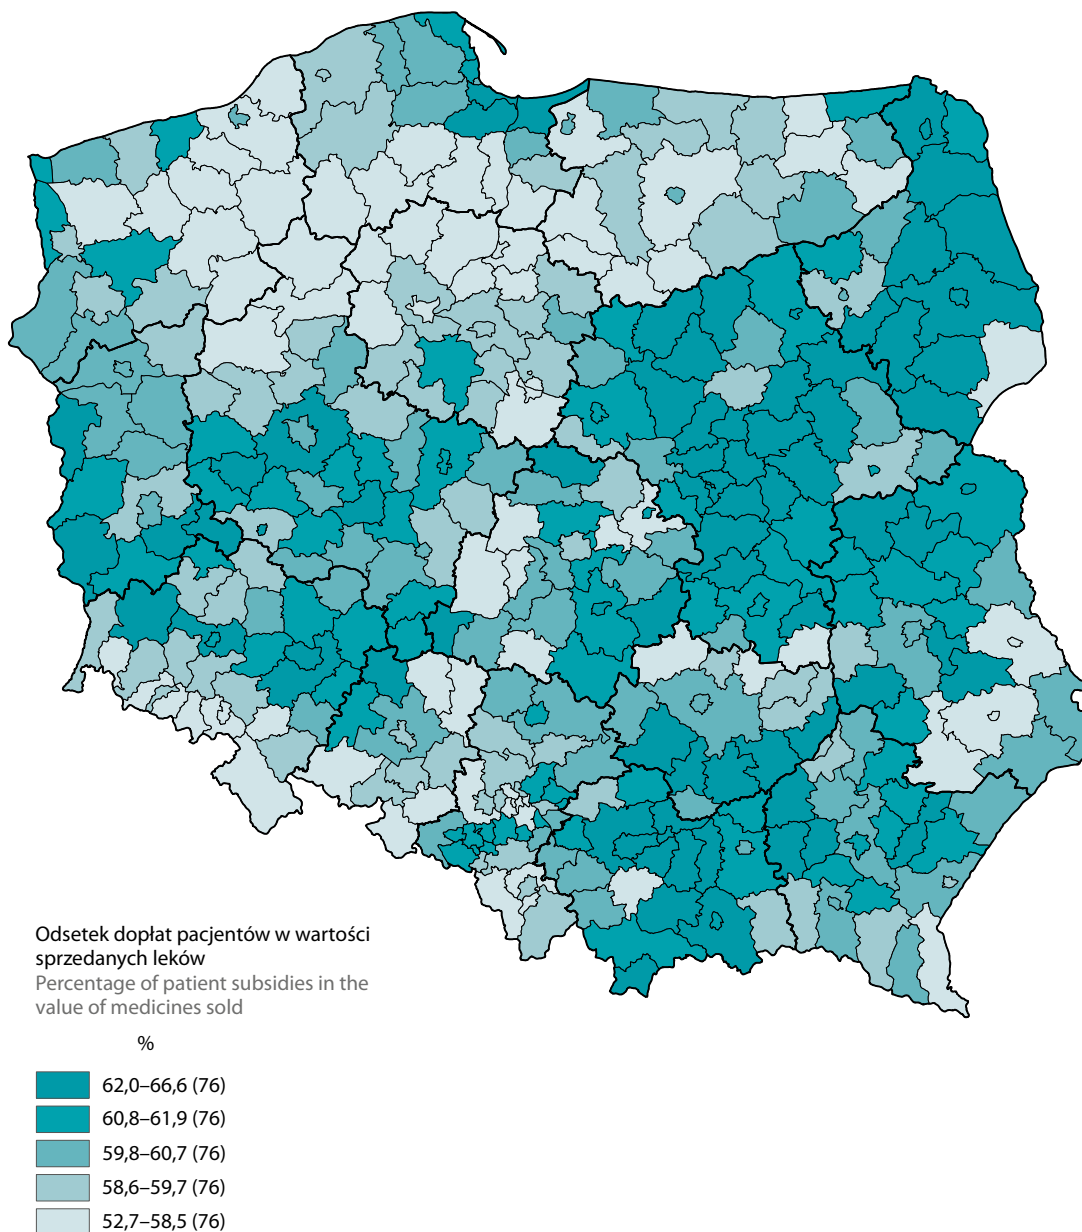 Odsetek dopłat pacjentów w wartości
sprzedanych leków
Percentage of patient subsidies in the
value of medicines sold
%
62,0–66,6 (76)
60,8–61,9 (76)
59,8–60,7 (76)
58,6–59,7 (76)
52,7–58,5 (76)